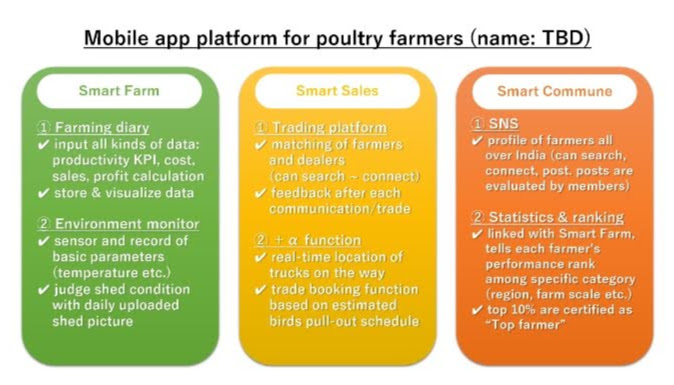 Mobile app platform for poultry farmers (name: TBD)
Smart Farm
① Farming diary
✔ input all kinds of data:
productivity KPI, cost,
sales, profit calculation
✔ store & visualize data
② Environment monitor
✔ sensor and record of
basic parameters
(temperature etc.)
✔ judge shed condition
with daily uploaded
shed picture
Smart Sales
① Trading platform
✔ matching of farmers
and dealers
(can search ~ connect)
✔ feedback after each
communication/trade
② +α function
✔ real-time location of
trucks on the way
✔ trade booking function
based on estimated
birds pull-out schedule
Smart Commune
① SNS
✔ profile of farmers all
over India (can search,
connect, post. posts are
evaluated by members)
② Statistics & ranking
✔ linked with Smart Farm,
tells each farmer's
performance rank
among specific category
(region, farm scale etc.)
✔ top 10% are certified as
"Top farmer"